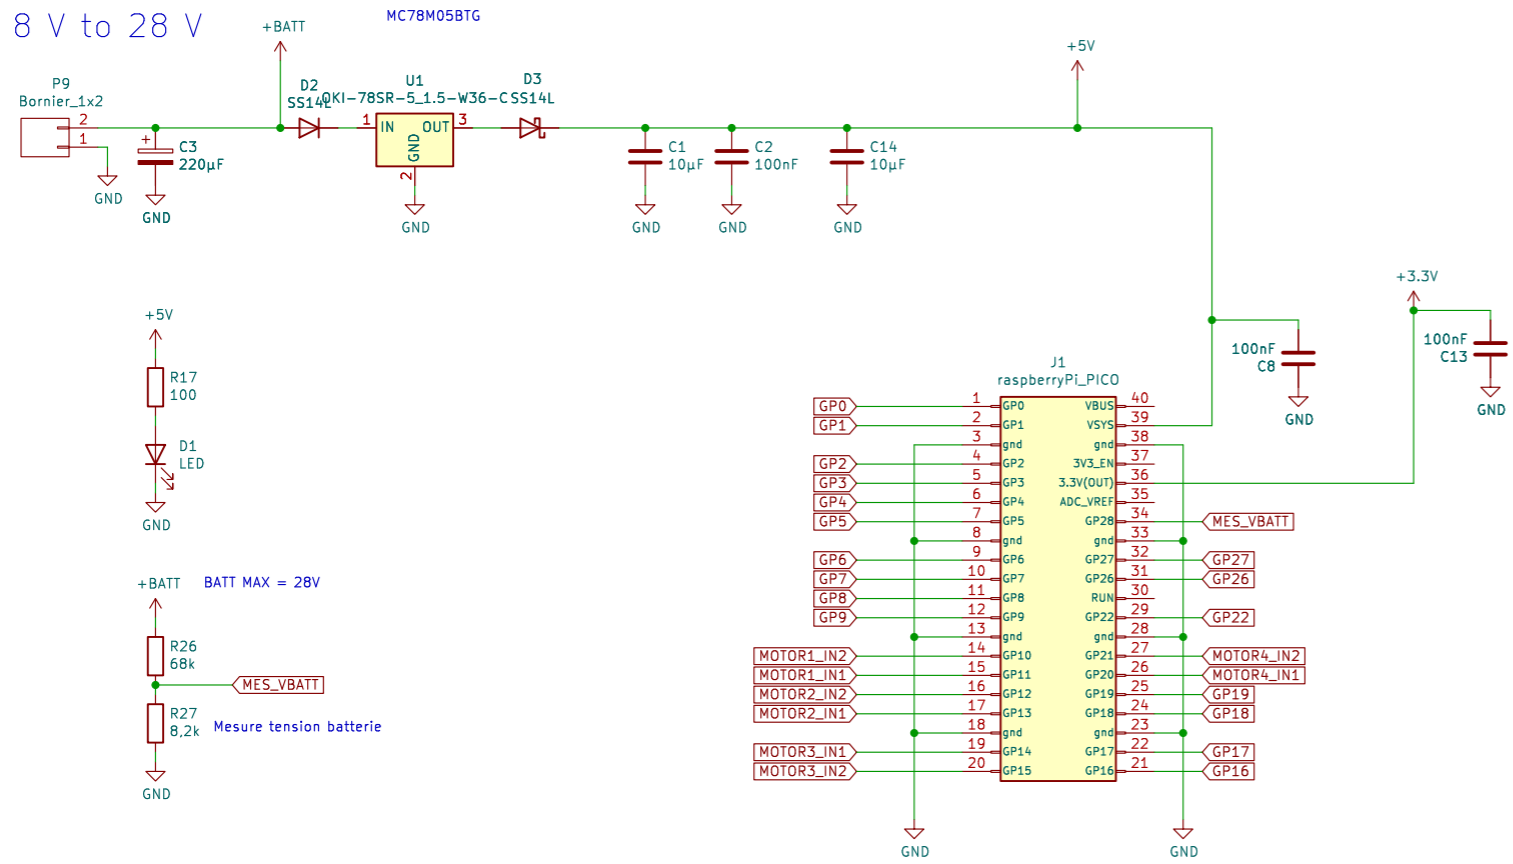 8 V to 28 V
MC78M05BTG
+BATT
+5V
P9
Bornier_1x2
2
1
GND
+
C3
220µF
GND
D2
SS14L
U1
OKI-78SR-5_1.5-W36-C
1
IN
OUT
3
GND
2
GND
D3
SS14L
C1
10µF
GND
C2
100nF
GND
C14
10µF
GND
+3.3V
100nF
C8
GND
100nF
C13
GND
+5V
R17
100
D1
LED
GND
+BATT
BATT MAX = 28V
R26
68k
MES_VBATT
R27
8,2k
Mesure tension batterie
GND
J1
raspberryPi_PICO
GP0 1 GP0 VBUS 40
GP1 2 GP1 VSYS 39
3 gnd gnd 38
GP2 4 GP2 3V3_EN 37
GP3 5 GP3 3.3V(OUT) 36
GP4 6 GP4 ADC_VREF 35
GP5 7 GP5 GP28 34 MES_VBATT
8 gnd gnd 33
GP6 9 GP6 GP27 32 GP27
GP7 10 GP7 GP26 31 GP26
GP8 11 GP8 RUN 30
GP9 12 GP9 GP22 29 GP22
13 gnd gnd 28
MOTOR1_IN2 14 GP10 GP21 27 MOTOR4_IN2
MOTOR1_IN1 15 GP11 GP20 26 MOTOR4_IN1
MOTOR2_IN2 16 GP12 GP19 25 GP19
MOTOR2_IN1 17 GP13 GP18 24 GP18
18 gnd gnd 23
MOTOR3_IN1 19 GP14 GP17 22 GP17
MOTOR3_IN2 20 GP15 GP16 21 GP16
GND
GND